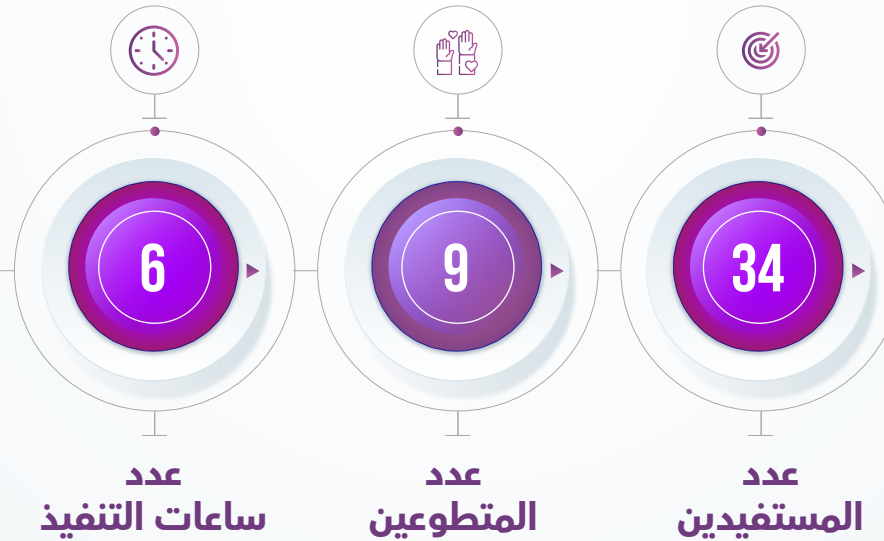 34
عدد
المستفيدين
9
عدد
المتطوعين
6
عدد
ساعات التنفيذ